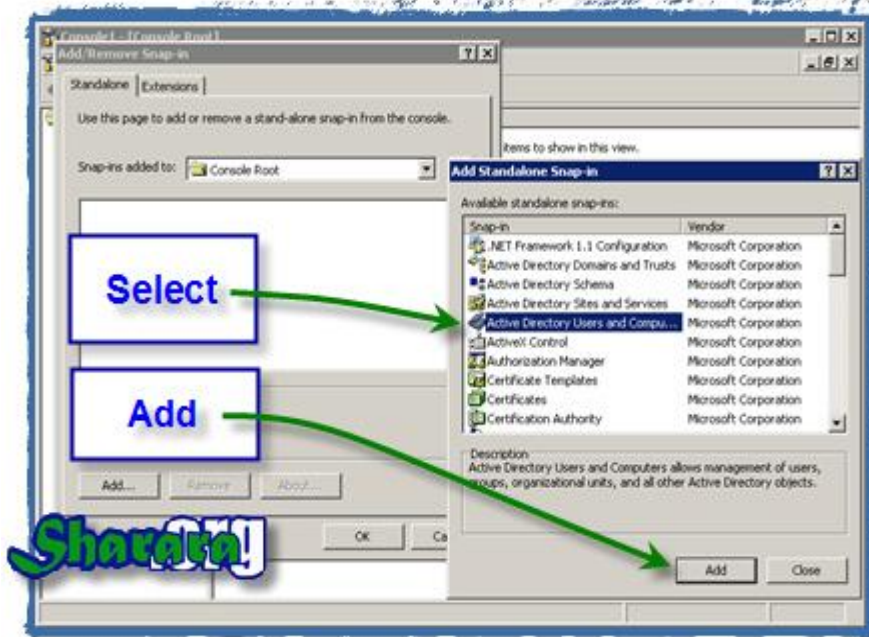 Console1 - [Console Root]
Add/Remove Snap-in
Standalone
Extensions
Use this page to add or remove a stand-alone snap-in from the console.
Snap-ins added to:
Console Root
items to show in this view.
Add Standalone Snap-in
Available standalone snap-ins:
Snap-in Vendor
.NET Framework 1.1 Configuration Microsoft Corporation
Active Directory Domains and Trusts Microsoft Corporation
Active Directory Schema Microsoft Corporation
Active Directory Sites and Services Microsoft Corporation
Active Directory Users and Compu... Microsoft Corporation
ActiveX Control Microsoft Corporation
Authorization Manager Microsoft Corporation
Certificate Templates Microsoft Corporation
Certificates Microsoft Corporation
Certification Authority Microsoft Corporation
Select
Add
Description
Active Directory Users and Computers allows management of users,
groups, organizational units, and all other Active Directory objects.
Add... Remove About...
Sharara.org
OK Ca
Add Close